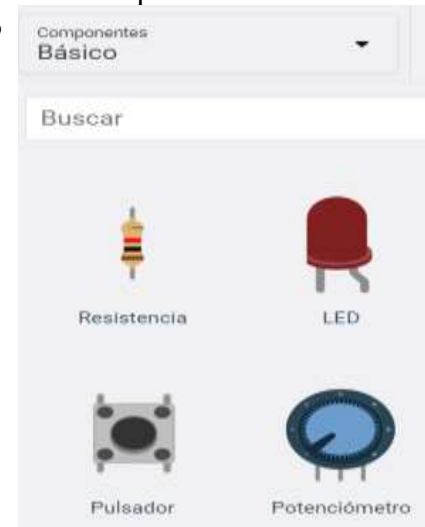 Componentes
Básico
Buscar
Resistencia
LED
Pulsador
Potenciómetro